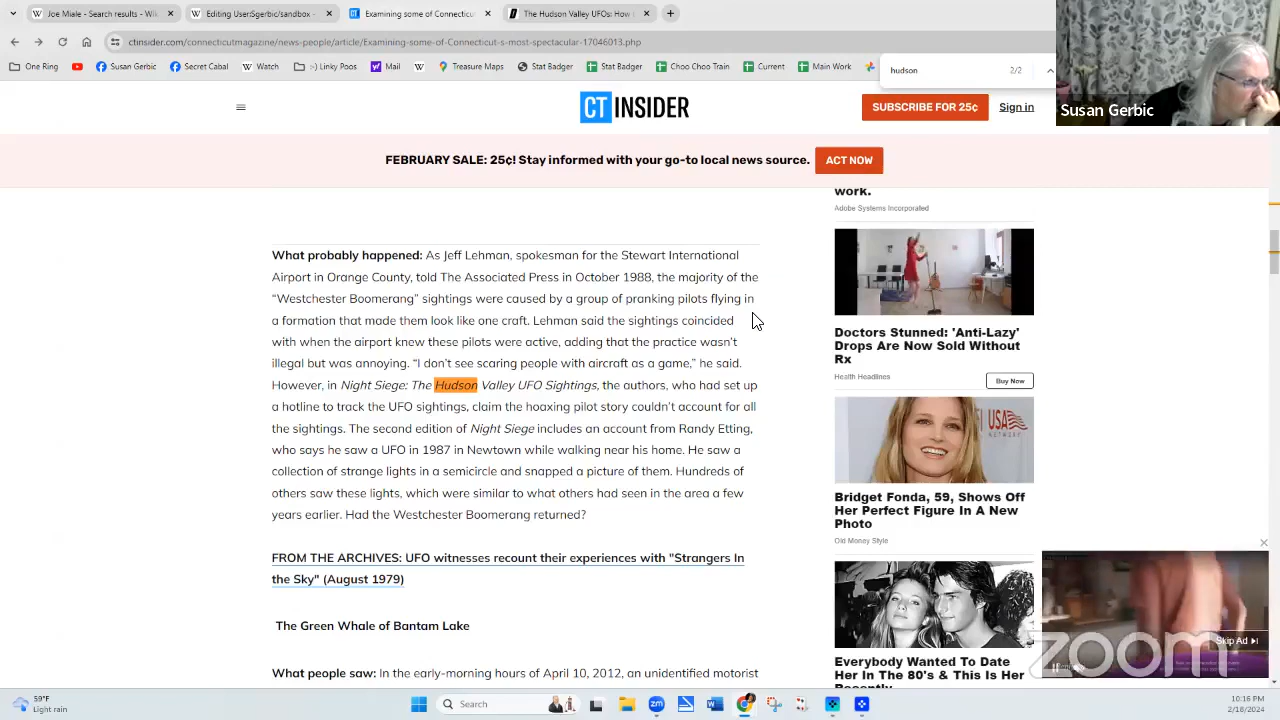 Wikipedia:Meetups - Wiki
Editing UserSGerbic/sandbox -
Examining some of Connecticut
The Hudson Valley UFOs: How
ctinsider.com/connecticutmagazine/news-people/article/Examining-some-of-Connecticut-s-most-spectacular-17046013.php
hudson
2/2
One Ring
YouTube
Susan Gerbic
Susan Gerbic
Watch
Mail
Treasure Maps
Stat Badger
Choo Choo Train
Main Work
Susan Gerbic
CT INSIDER
SUBSCRIBE FOR 25¢
Sign in
FEBRUARY SALE: 25¢! Stay informed with your go-to local news source.
ACT NOW
What probably happened: As Jeff Lehman, spokesman for the Stewart International
Airport in Orange County, told The Associated Press in October 1988, the majority of the
“Westchester Boomerang” sightings were caused by a group of pranking pilots flying in
a formation that made them look like one craft. Lehman said the sightings coincided
with when the airport knew these pilots were active, adding that the practice wasn’t
illegal but was annoying. “I don’t see scaring people with aircraft as a game,” he said.
However, in Night Siege: The Hudson Valley UFO Sightings, the authors, who had set up
a hotline to track the UFO sightings, claim the hoaxing pilot story couldn’t account for all
the sightings. The second edition of Night Siege includes an account from Randy Etting,
who says he saw a UFO in 1987 in Newtown while walking near his home. He saw a
collection of strange lights in a formation and snapped a picture of them. Hundreds of
others saw these lights, which were similar to what others had seen in the area a few
years earlier. Had the Westchester Boomerang returned?
FROM THE ARCHIVES: UFO witnesses recount their experiences with "Strangers In
the Sky" (August 1979)
The Green Whale of Bantam Lake
What people saw: In the early-morning hours of April 10, 2012, an unidentified motorist
work.
Adobe Systems Incorporated
Doctors Stunned: 'Anti-Lazy'
Drops Are Now Sold Without
Rx
Health Headlines
Buy Now
USA
NETWORK
Bridget Fonda, 59, Shows Off
Her Perfect Figure In A New
Photo
Old Money Style
Everybody Wanted To Date
Her In The 80's & This Is Her
Recently
Skip Ad
zoom
53°F
Light rain
Search
10:16 PM
2/18/2024